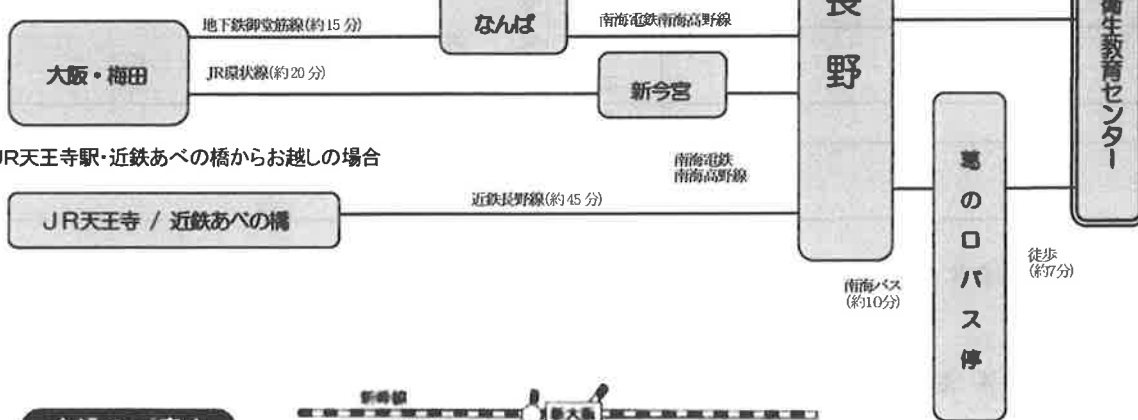 地下鉄御堂筋線(約15分)
なんば
南海電鉄南海高野線
長野
衛生教育センター
大阪・梅田
JR環状線(約20分)
新今宮
JR天王寺駅・近鉄あべの橋からお越しの場合
南海電鉄
南海高野線
近鉄長野線(約45分)
JR天王寺 / 近鉄あべの橋
南海バス
(約10分)
葛の口バス停
徒歩
(約7分)
新幹線
新大阪